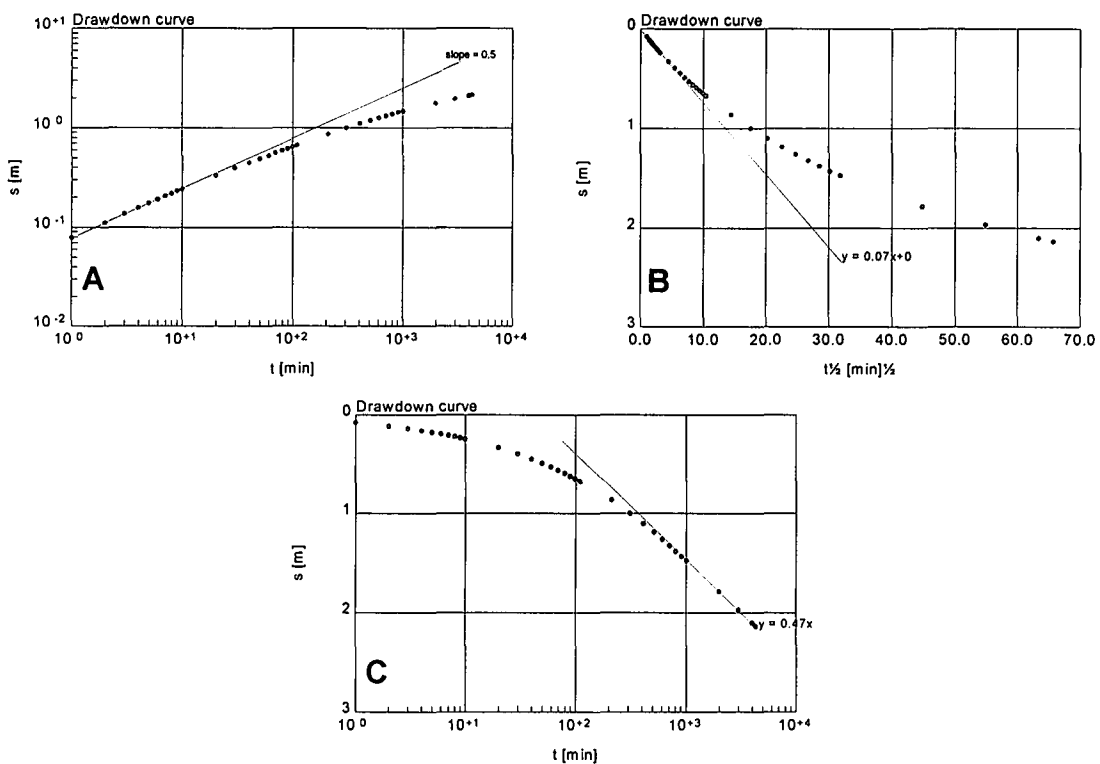 Drawdown curve
10+1
10 0
10-1
10-2
s [m]
slope = 0.5
A
10 0
10+1
10+2
10+3
10+4
t [min]
Drawdown curve
0
1
2
3
s [m]
y = 0.07x+0
B
0.0 10.0 20.0 30.0 40.0 50.0 60.0 70.0
t½ [min]½
Drawdown curve
0
1
2
3
s [m]
y = 0.47x
C
10 0
10+1
10+2
10+3
10+4
t [min]